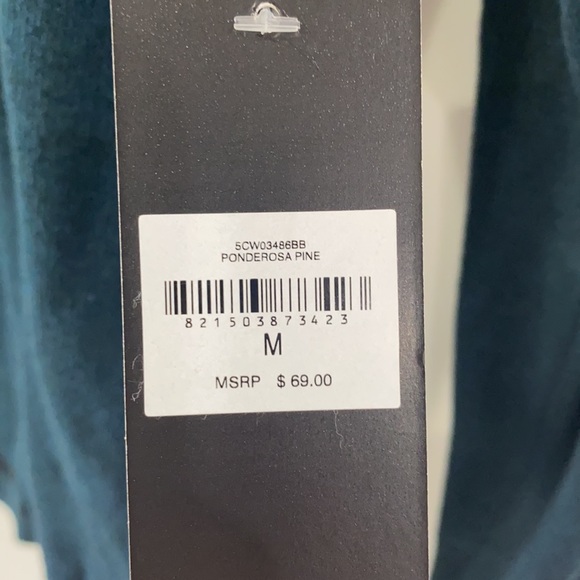 5CW03486BB
PONDEROSA PINE
821503873423
M
MSRP $ 69.00